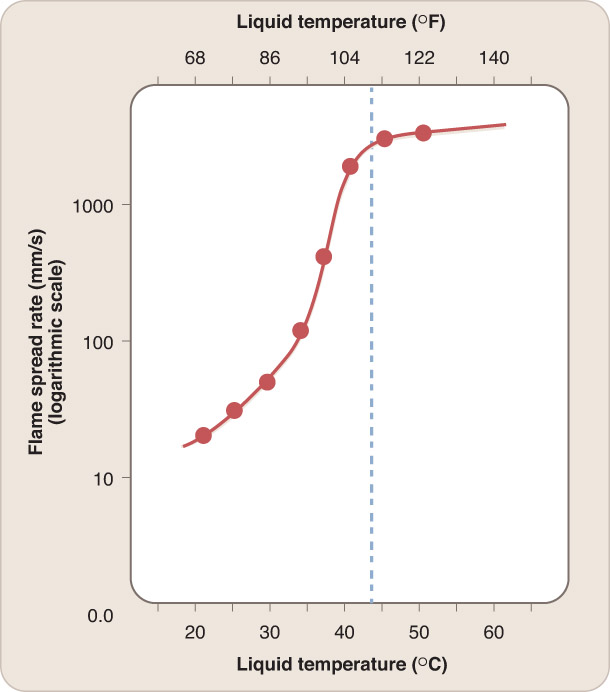 Liquid temperature (°F)
68 86 104 122 140
1000
100
10
0.0
Flame spread rate (mm/s)
(logarithmic scale)
20 30 40 50 60
Liquid temperature (°C)